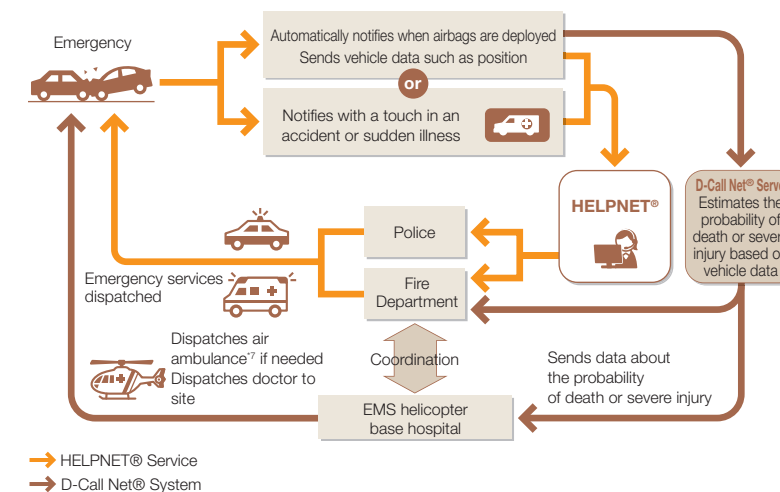 Emergency
Automatically notifies when airbags are deployed
Sends vehicle data such as position
or
Notifies with a touch in an
accident or sudden illness
HELPNET®
D-Call Net®
Estimates the
probability of
death or severe
injury based
vehicle data
Police
Fire
Department
Emergency services
dispatched
Dispatches air
ambulance*7 if needed
Dispatches doctor to
site
Coordination
Sends data about
the probability
of death or severe injury
EMS helicopter
base hospital
HELPNET® Service
D-Call Net® System